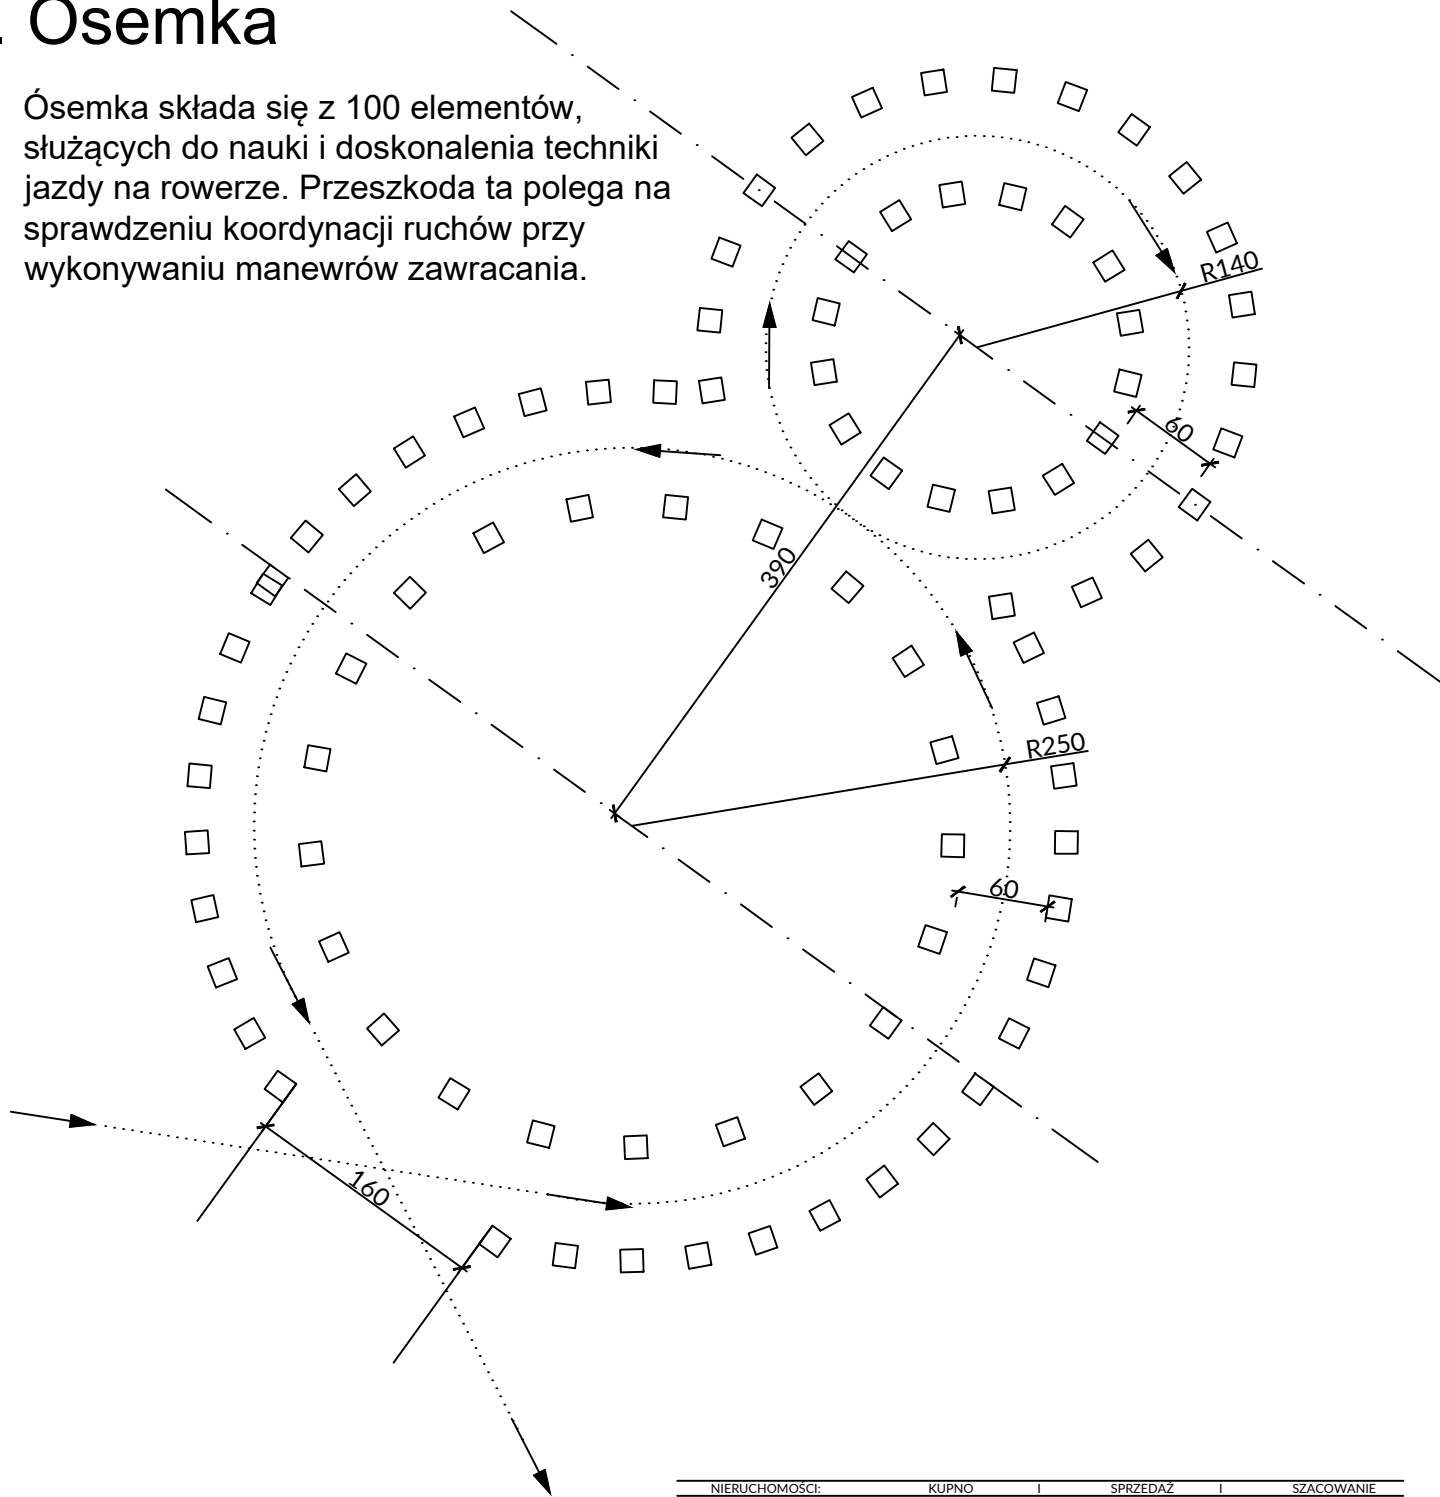 . Ósemka
Ósemka składa się z 100 elementów,
służących do nauki i doskonalenia techniki
jazdy na rowerze. Przeszkoda ta polega na
sprawdzeniu koordynacji ruchów przy
wykonywaniu manewrów zawracania.
R140
60
390
R250
60
160
NIERUCHOMOŚCI: KUPNO I SPRZEDAŻ I SZACOWANIE